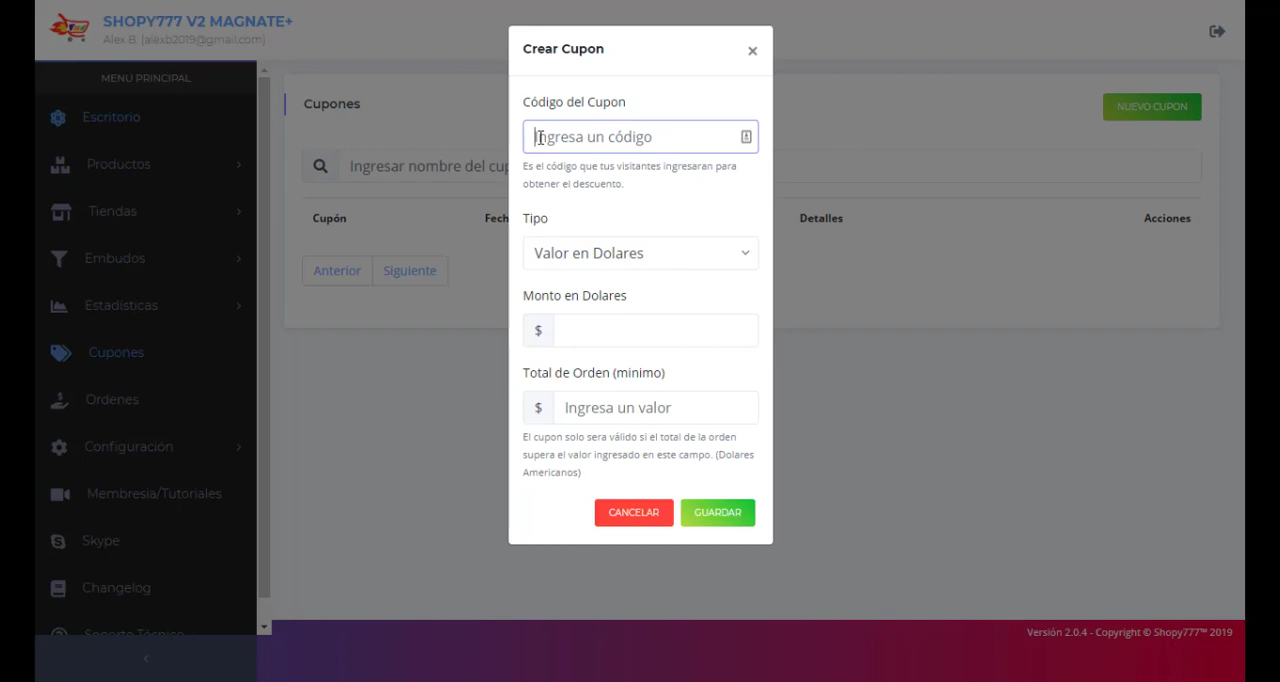 SHOPY777 V2 MAGNATE+
Alex B. [alexb2019@gmail.com]
MENU PRINCIPAL
Escritorio
Productos
Tiendas
Embudos
Estadísticas
Cupones
Ordenes
Configuración
Membresia/Tutoriales
Skype
Changelog
Soporte Técnico
Cupones
NUEVO CUPON
Ingresar nombre del cup
Cupón
Fech
Detalles
Acciones
Anterior
Siguiente
Crear Cupon
×
Código del Cupon
Ingresa un código
Es el código que tus visitantes ingresaran para
obtener el descuento.
Tipo
Valor en Dolares
Monto en Dolares
$
Total de Orden (minimo)
$ Ingresa un valor
El cupon solo sera válido si el total de la orden
supera el valor ingresado en este campo. (Dolares
Americanos)
CANCELAR
GUARDAR
Versión 2.0.4 - Copyright © Shopy777™ 2019